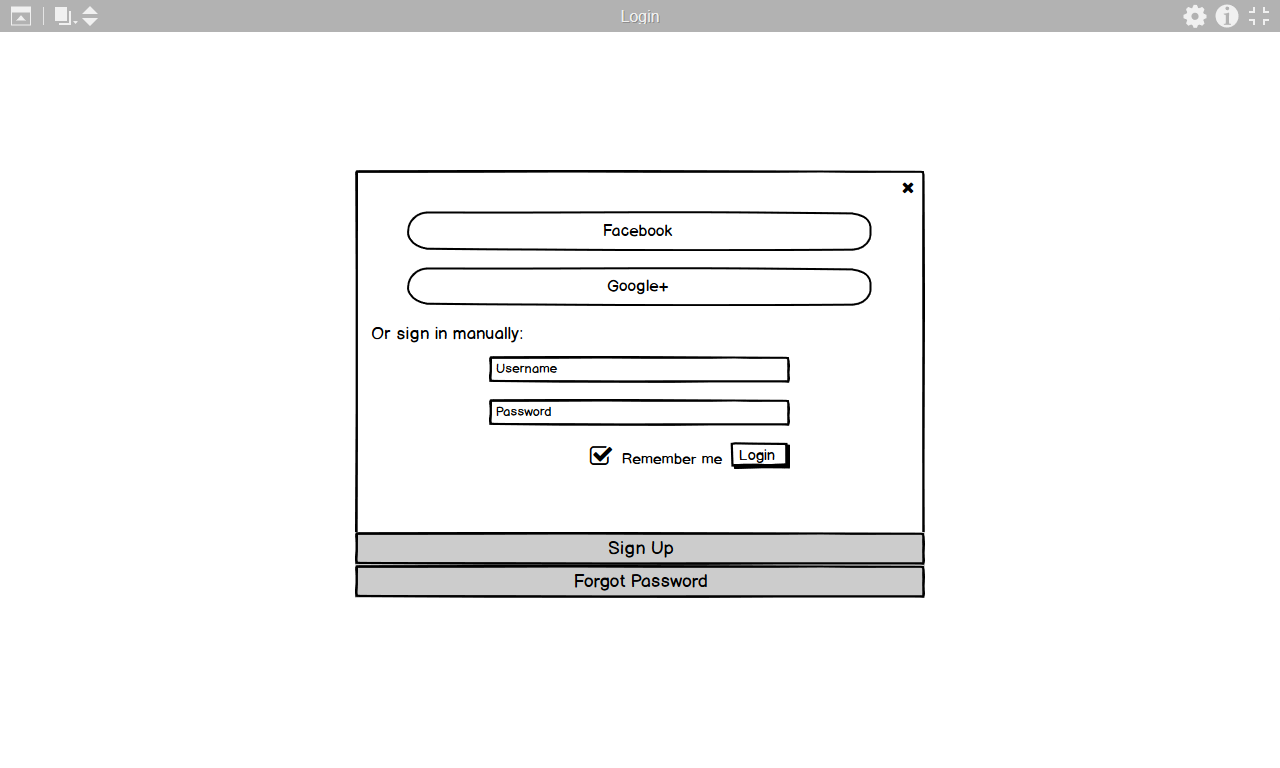 Login
Facebook
Google+
Or sign in manually:
Username
Password
Remember me
Login
Sign Up
Forgot Password